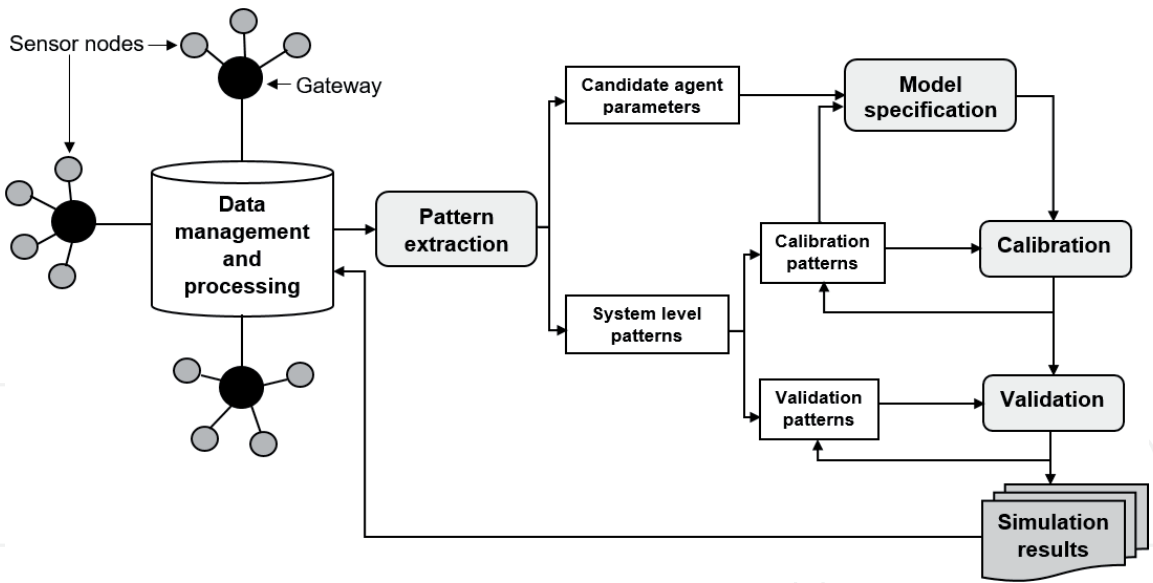 Sensor nodes
Gateway
Data
management
and
processing
Pattern
extraction
Candidate agent
parameters
Model
specification
System level
patterns
Calibration
patterns
Calibration
Validation
patterns
Validation
Simulation
results